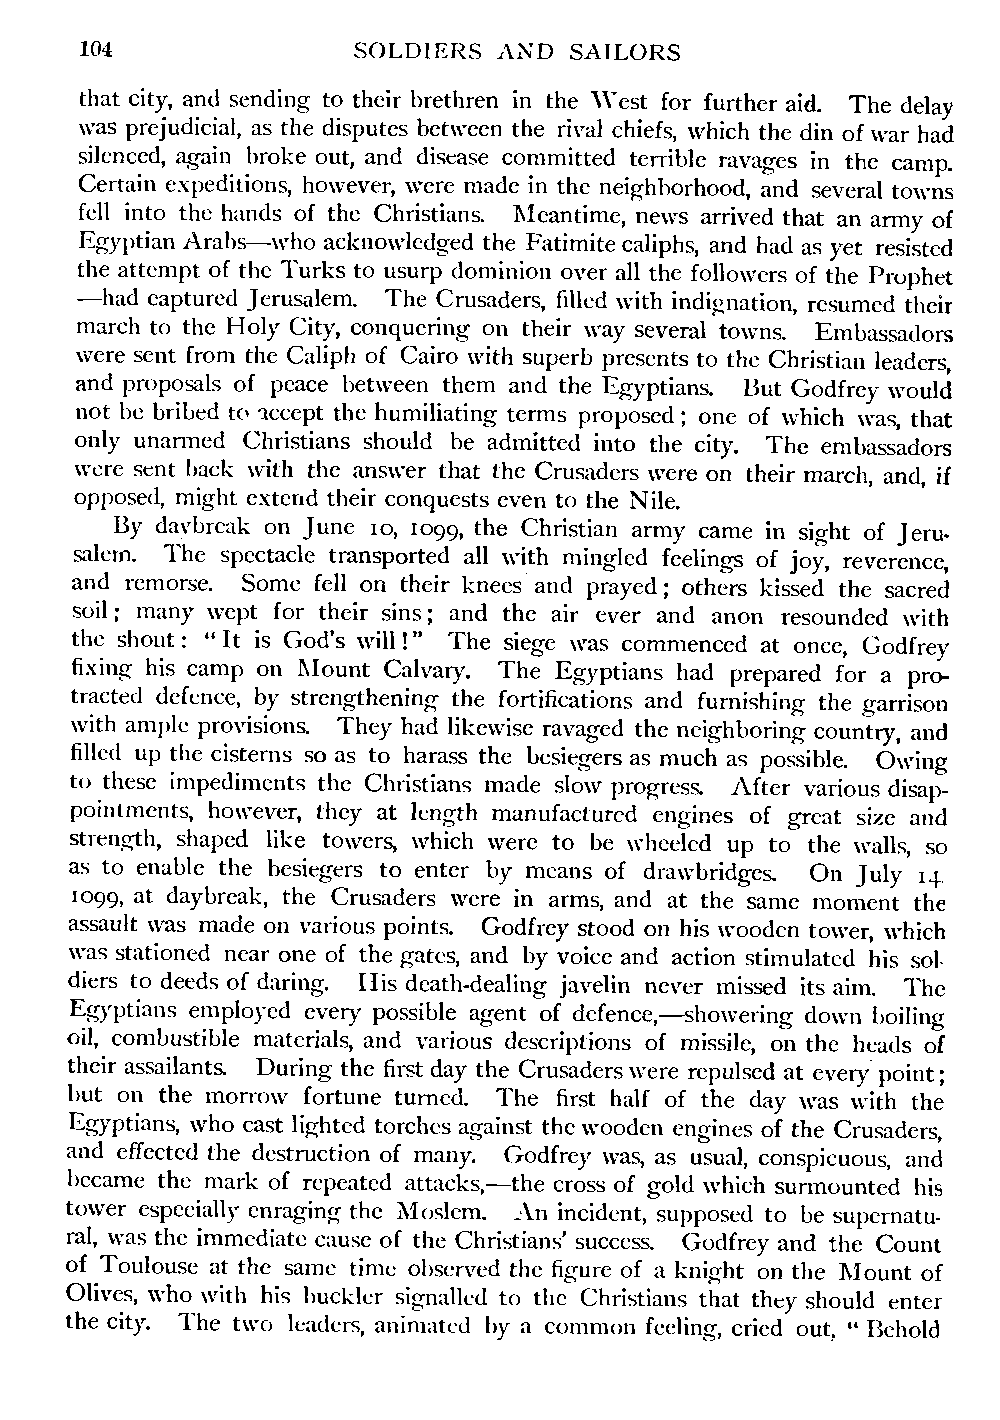 104 SOLDIERS AND SAILORS
that city, and sending to their brethren in the West for further aid. The delay
was prejudicial, as the disputes between the rival chiefs, which the din of war had
silenced, again broke out, and disease committed terrible ravages in the camp.
Certain expeditions, however, were made in the neighborhood, and several towns
fell into the hands of the Christians. Meantime, news arrived that an army of
Egyptian Arabs—who acknowledged the Fatimite caliphs, and had as yet resisted
the attempt of the Turks to usurp dominion over all the followers of the Prophet
—had captured Jerusalem. The Crusaders, filled with indignation, resumed their
march to the Holy City, conquering on their way several towns. Embassadors
were sent from the Caliph of Cairo with superb presents to the Christian leaders,
and proposals of peace between them and the Egyptians. But Godfrey would
not be bribed to accept the humiliating terms proposed; one of which was, that
only unarmed Christians should be admitted into the city. The embassadors
were sent back with the answer that the Crusaders were on their march, and, if
opposed, might extend their conquests even to the Nile.
By daybreak on June 10, 1099, the Christian army came in sight of Jeru-
salem. The spectacle transported all with mingled feelings of joy, reverence,
and remorse. Some fell on their knees and prayed; others kissed the sacred
soil; many wept for their sins; and the air ever and anon resounded with
the shout: "It is God's will!" The siege was commenced at once, Godfrey
fixing his camp on Mount Calvary. The Egyptians had prepared for a pro-
tracted defence, by strengthening the fortifications and furnishing the garrison
with ample provisions. They had likewise ravaged the neighboring country, and
filled up the cisterns so as to harass the besiegers as much as possible. Owing
to these impediments the Christians made slow progress. After various disap-
pointments, however, they at length manufactured engines of great size and
strength, shaped like towers, which were to be wheeled up to the walls, so
as to enable the besiegers to enter by means of drawbridges. On July 14
1099, at daybreak, the Crusaders were in arms, and at the same moment the
assault was made on various points. Godfrey stood on his wooden tower, which
was stationed near one of the gates, and by voice and action stimulated his sol-
diers to deeds of daring. His death-dealing javelin never missed its aim. The
Egyptians employed every possible agent of defence,—showering down boiling
oil, combustible materials, and various descriptions of missile, on the heads of
their assailants. During the first day the Crusaders were repulsed at every point;
but on the morrow fortune turned. The first half of the day was with the
Egyptians, who cast lighted torches against the wooden engines of the Crusaders,
and effected the destruction of many. Godfrey was, as usual, conspicuous, and
became the mark of repeated attacks,—the cross of gold which surmounted his
tower especially enraging the Moslem. An incident, supposed to be supernatu-
ral, was the immediate cause of the Christians' success. Godfrey and the Count
of Toulouse at the same time observed the figure of a knight on the Mount of
Olives, who with his buckler signalled to the Christians that they should enter
the city. The two leaders, animated by a common feeling, cried out, "Behold